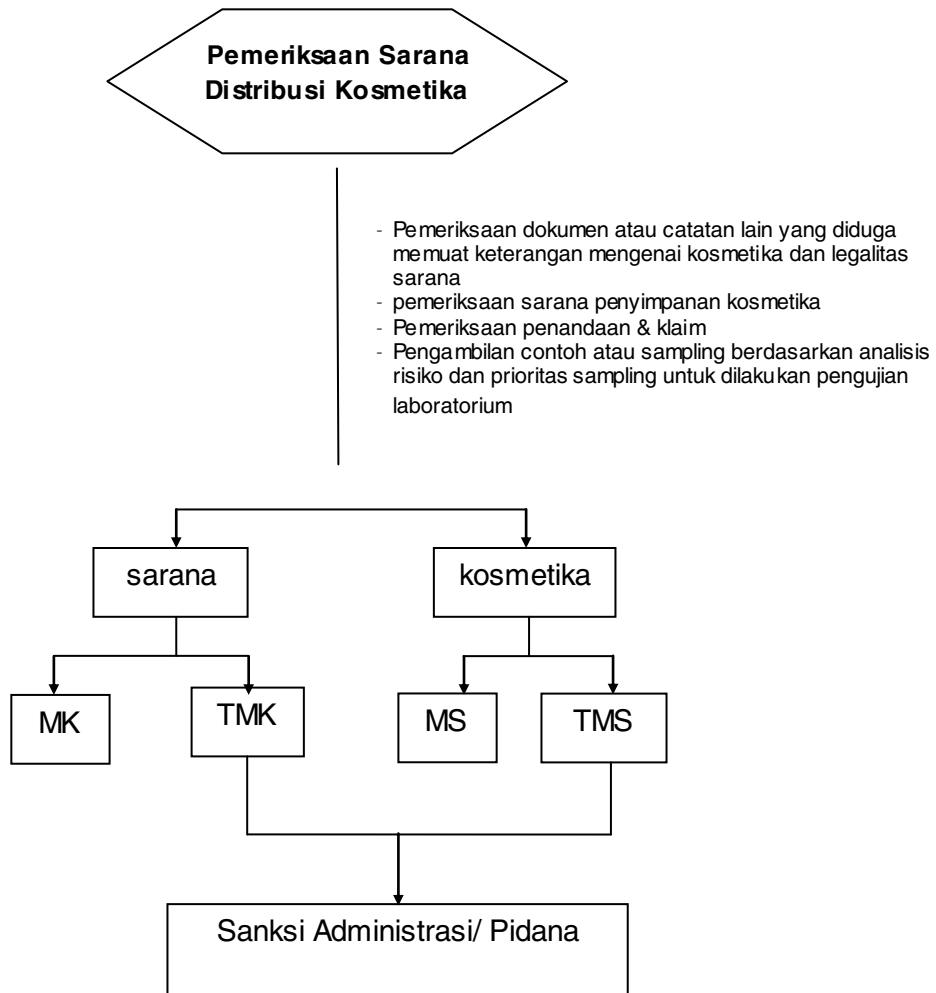 Pemeriksaan Sarana
Distribusi Kosmetika
- Pemeriksaan dokumen atau catatan lain yang diduga
memuat keterangan mengenai kosmetika dan legalitas
sarana
- pemeriksaan sarana penyimpanan kosmetika
- Pemeriksaan penandaan & klaim
- Pengambilan contoh atau sampling berdasarkan analisis
risiko dan prioritas sampling untuk dilakukan pengujian
laboratorium
sarana
kosmetika
MK
TMK
MS
TMS
Sanksi Administrasi/ Pidana